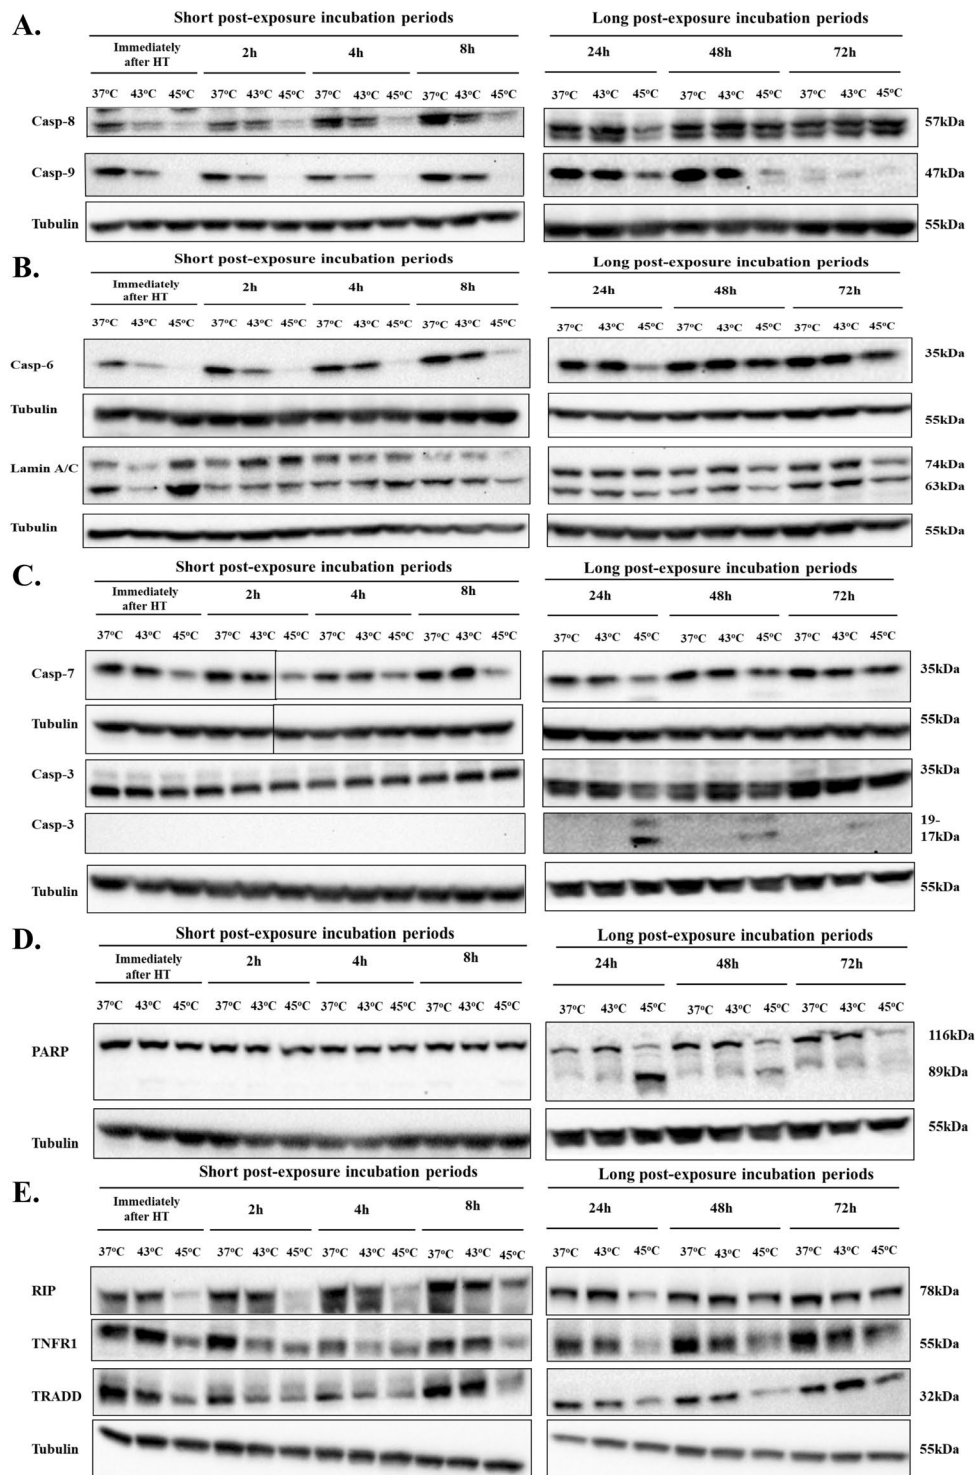 A.
Short post-exposure incubation periods
Long post-exposure incubation periods
Immediately
after HT
2h
4h
8h
24h
48h
72h
37°C 43°C 45°C 37°C 43°C 45°C 37°C 43°C 45°C 37°C 43°C 45°C
37°C 43°C 45°C 37°C 43°C 45°C 37°C 43°C 45°C
Casp-8
57kDa
Casp-9
47kDa
Tubulin
55kDa
B.
Short post-exposure incubation periods
Long post-exposure incubation periods
Immediately
after HT
2h
4h
8h
24h
48h
72h
37°C 43°C 45°C 37°C 43°C 45°C 37°C 43°C 45°C 37°C 43°C 45°C
37°C 43°C 45°C 37°C 43°C 45°C 37°C 43°C 45°C
Casp-6
35kDa
Tubulin
55kDa
Lamin A/C
74kDa
63kDa
Tubulin
55kDa
C.
Short post-exposure incubation periods
Long post-exposure incubation periods
Immediately
after HT
2h
4h
8h
24h
48h
72h
37°C 43°C 45°C 37°C 43°C 45°C 37°C 43°C 45°C 37°C 43°C 45°C
37°C 43°C 45°C 37°C 43°C 45°C 37°C 43°C 45°C
Casp-7
35kDa
Tubulin
55kDa
Casp-3
35kDa
Casp-3
19-
17kDa
Tubulin
55kDa
D.
Short post-exposure incubation periods
Long post-exposure incubation periods
Immediately
after HT
2h
4h
8h
24h
48h
72h
37°C 43°C 45°C 37°C 43°C 45°C 37°C 43°C 45°C 37°C 43°C 45°C
37°C 43°C 45°C 37°C 43°C 45°C 37°C 43°C 45°C
PARP
116kDa
89kDa
Tubulin
55kDa
E.
Short post-exposure incubation periods
Long post-exposure incubation periods
Immediately
after HT
2h
4h
8h
24h
48h
72h
37°C 43°C 45°C 37°C 43°C 45°C 37°C 43°C 45°C 37°C 43°C 45°C
37°C 43°C 45°C 37°C 43°C 45°C 37°C 43°C 45°C
RIP
78kDa
TNFR1
55kDa
TRADD
32kDa
Tubulin
55kDa